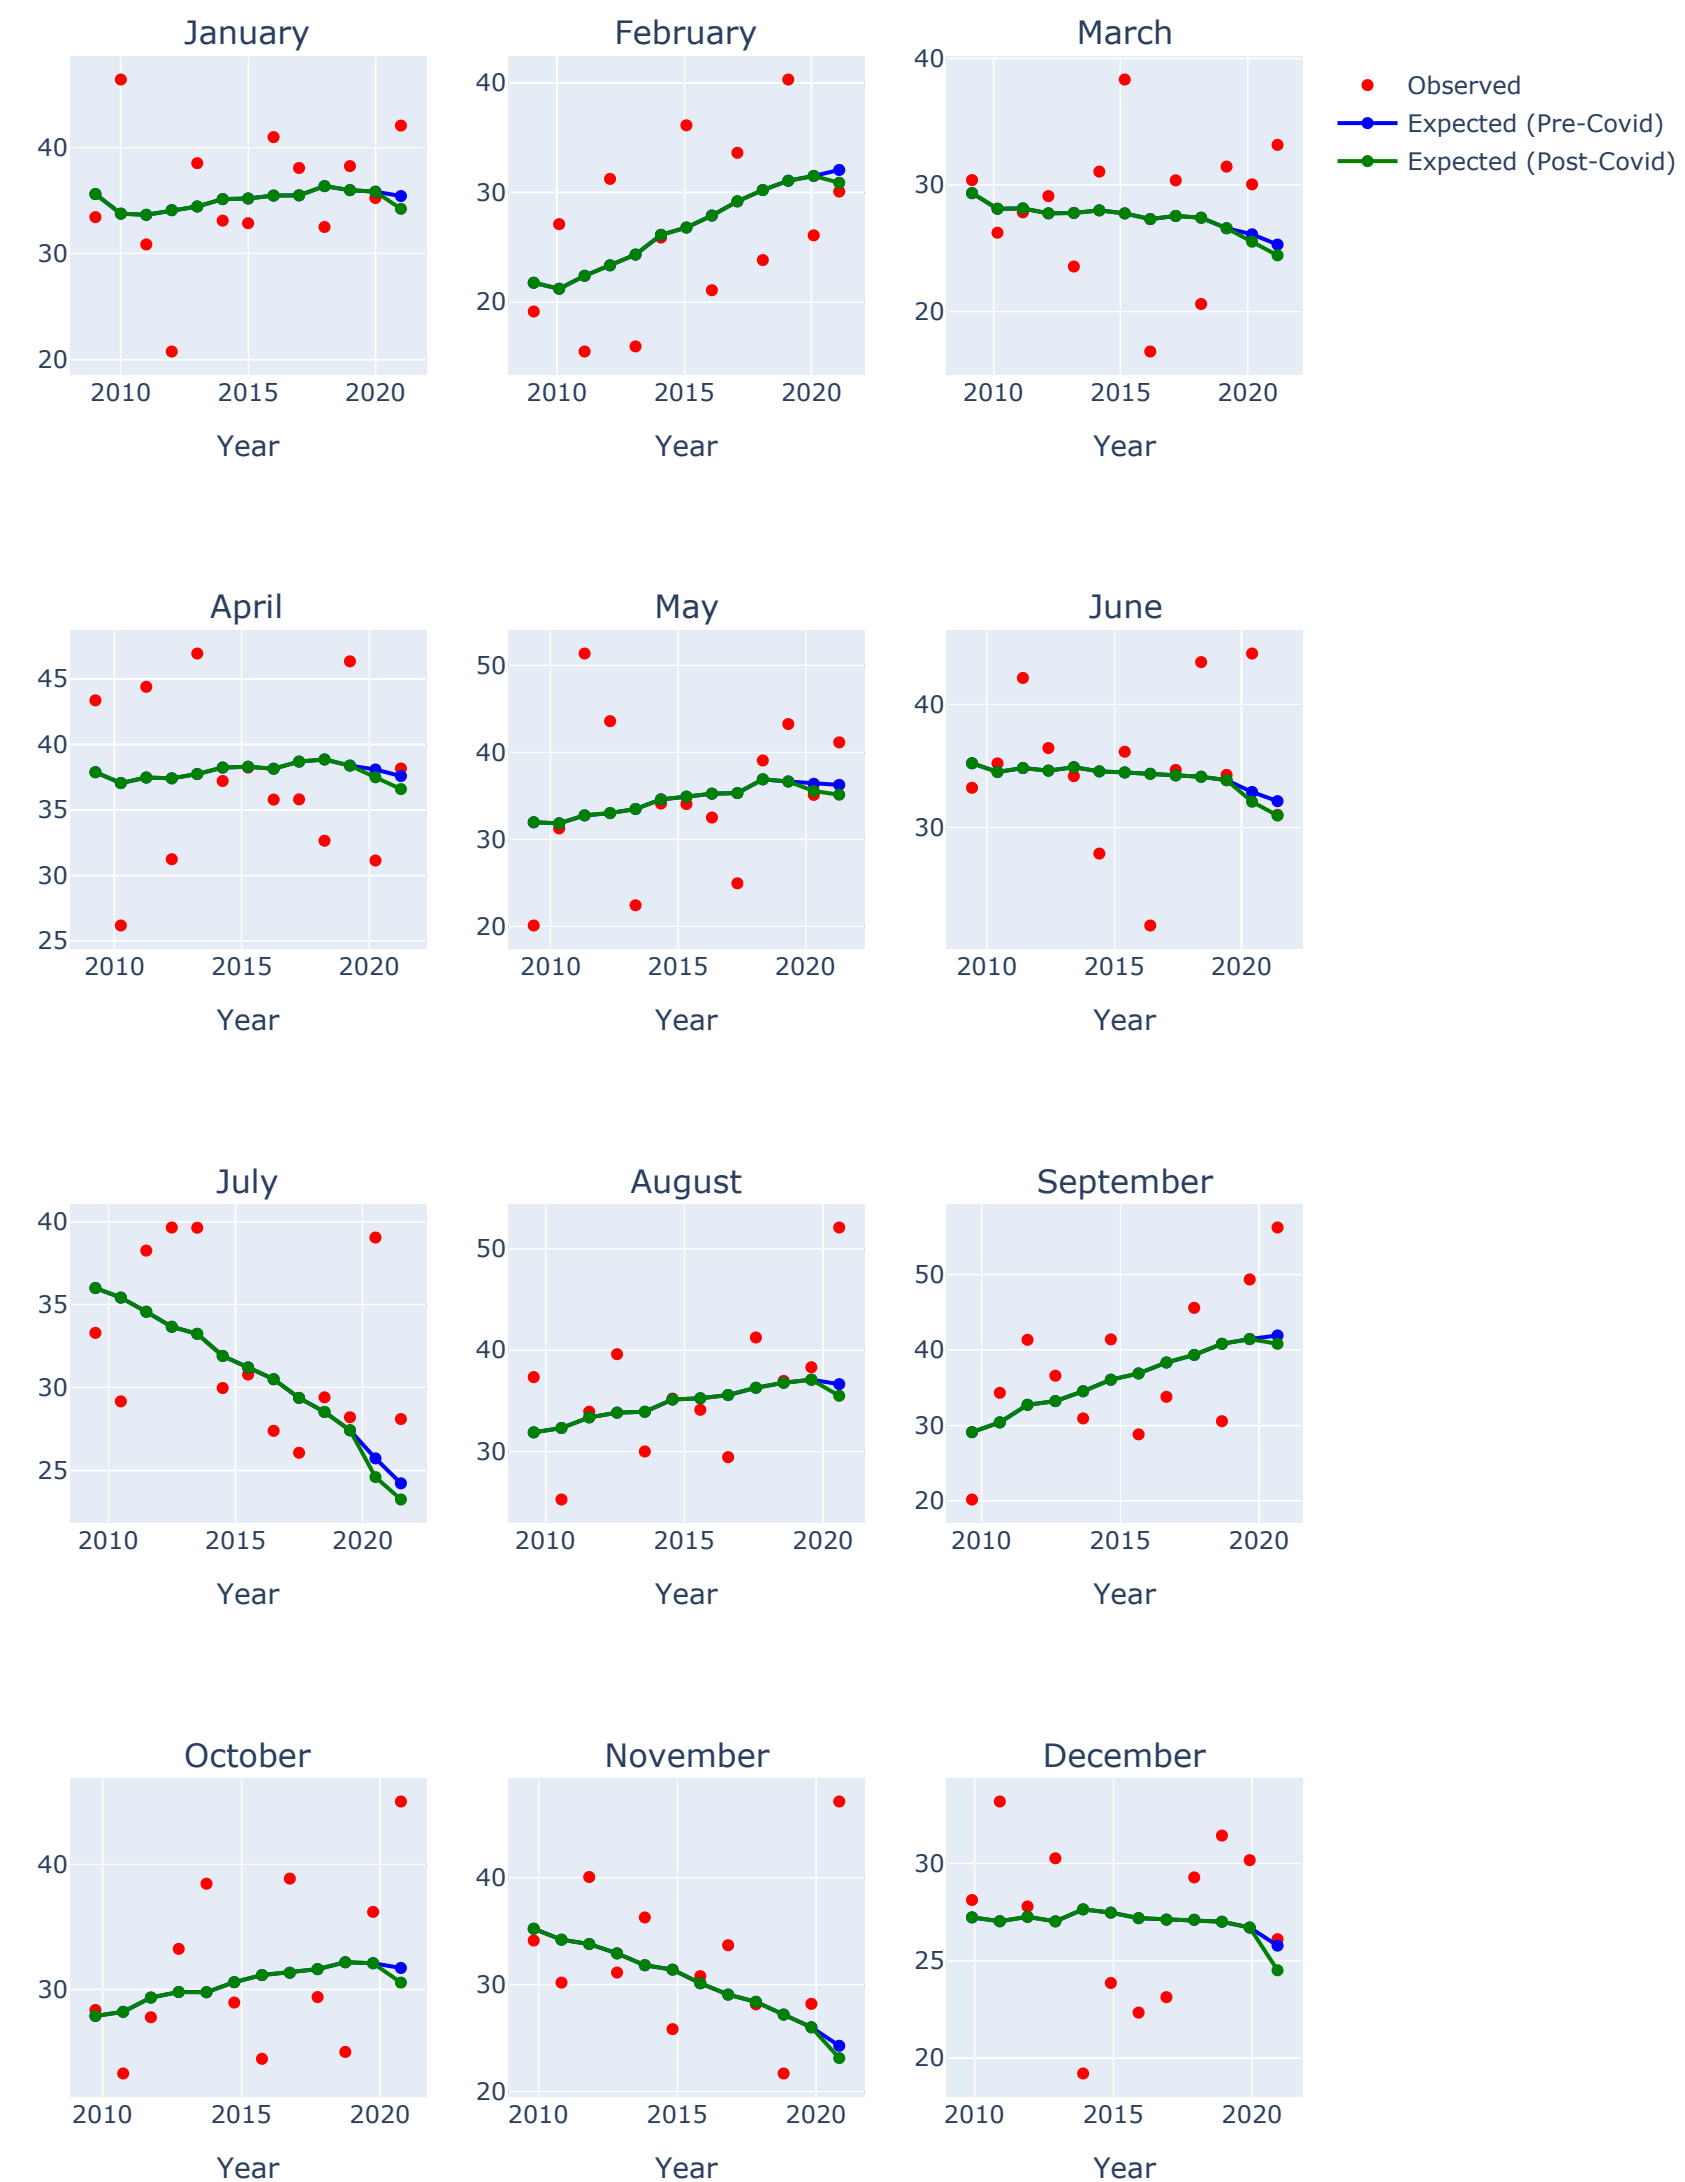 January
February
March
40
30
20
2010 2015 2020
Year
40
30
20
2010 2015 2020
Year
40
30
20
2010 2015 2020
Year
Observed
Expected (Pre-Covid)
Expected (Post-Covid)
April
May
June
45
40
35
30
25
2010 2015 2020
Year
50
40
30
20
2010 2015 2020
Year
40
30
2010 2015 2020
Year
July
August
September
40
35
30
25
2010 2015 2020
Year
50
40
30
2010 2015 2020
Year
50
40
30
20
2010 2015 2020
Year
October
November
December
40
30
2010 2015 2020
Year
40
30
20
2010 2015 2020
Year
30
25
20
2010 2015 2020
Year